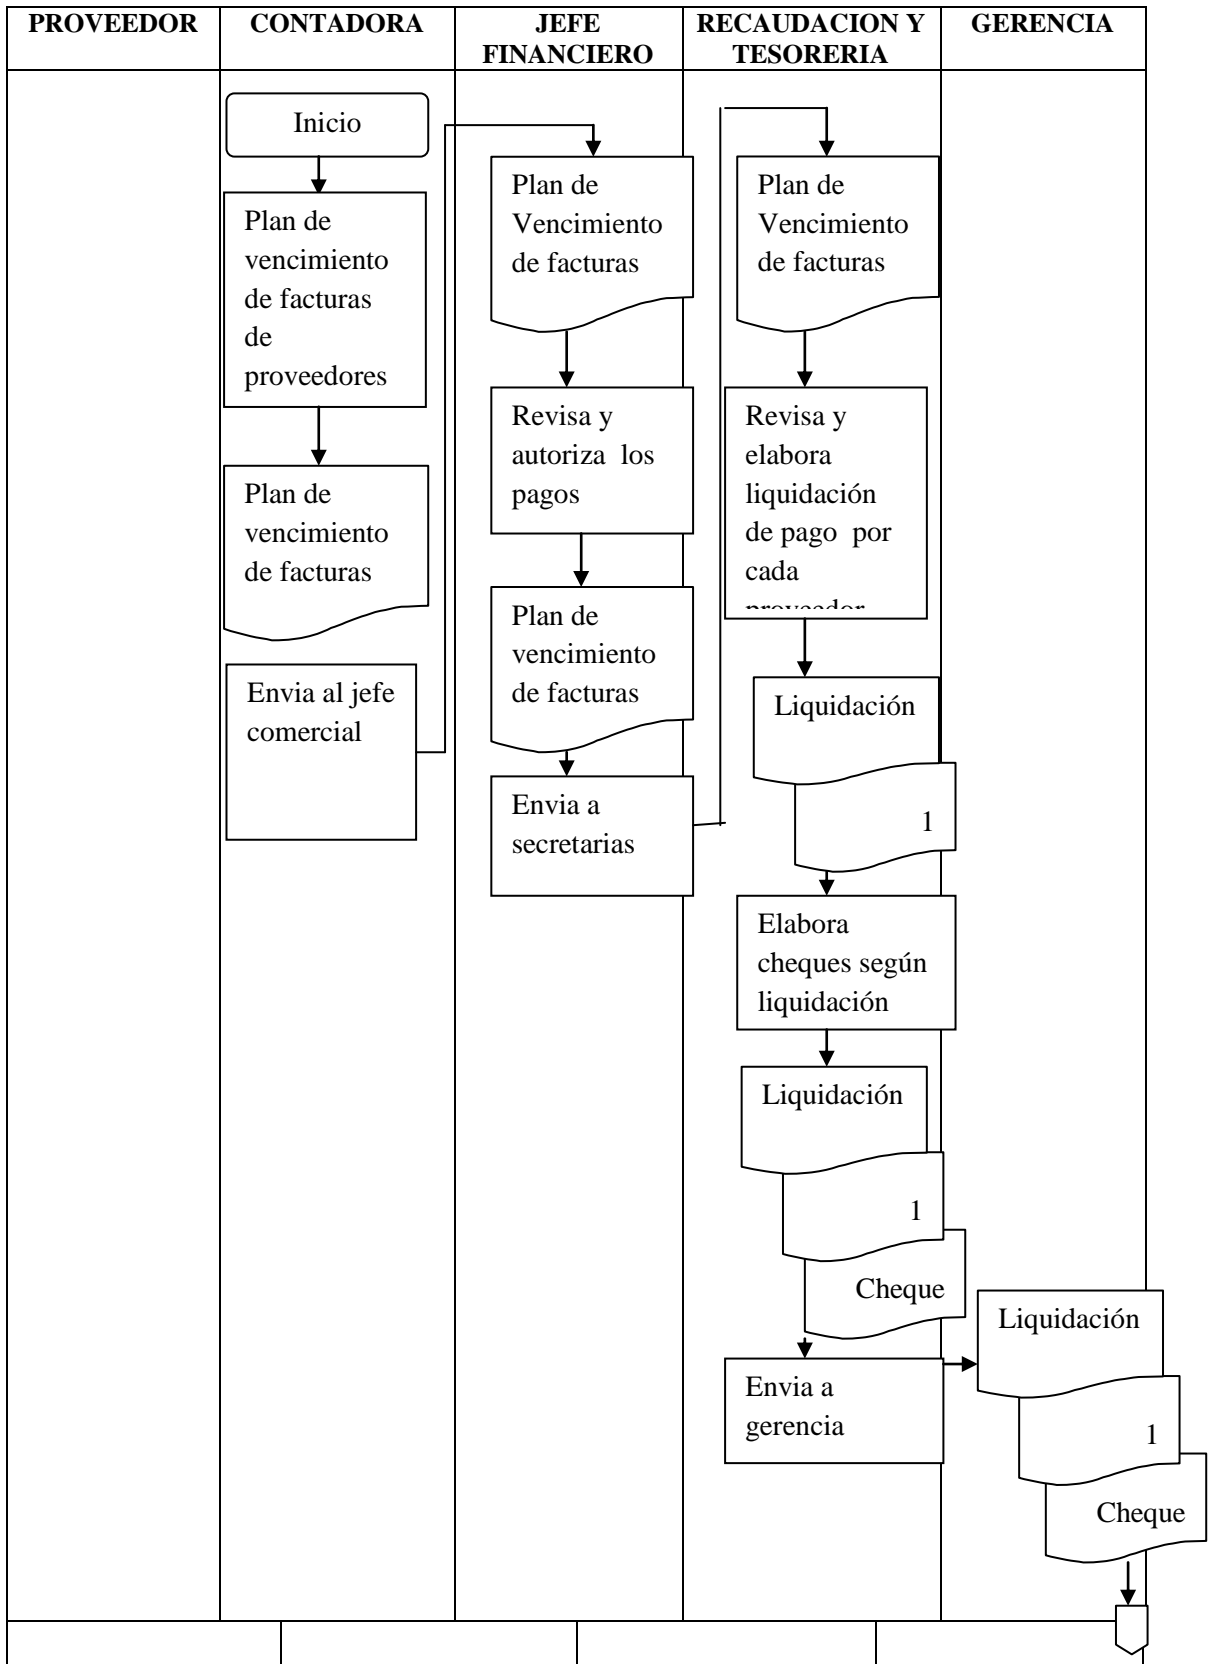 PROVEEDOR
CONTADORA
JEFE
FINANCIERO
RECAUDACION Y
TESORERIA
GERENCIA
Inicio
Plan de
vencimiento
de facturas
de
proveedores
Plan de
vencimiento
de facturas
Envia al jefe
comercial
Plan de
Vencimiento
de facturas
Revisa y
autoriza los
pagos
Plan de
vencimiento
de facturas
Envia a
secretarias
Plan de
Vencimiento
de facturas
Revisa y
elabora
liquidación
de pago por
cada
proveedor
Liquidación
1
Elabora
cheques según
liquidación
Liquidación
1
Cheque
Envia a
gerencia
Liquidación
1
Cheque